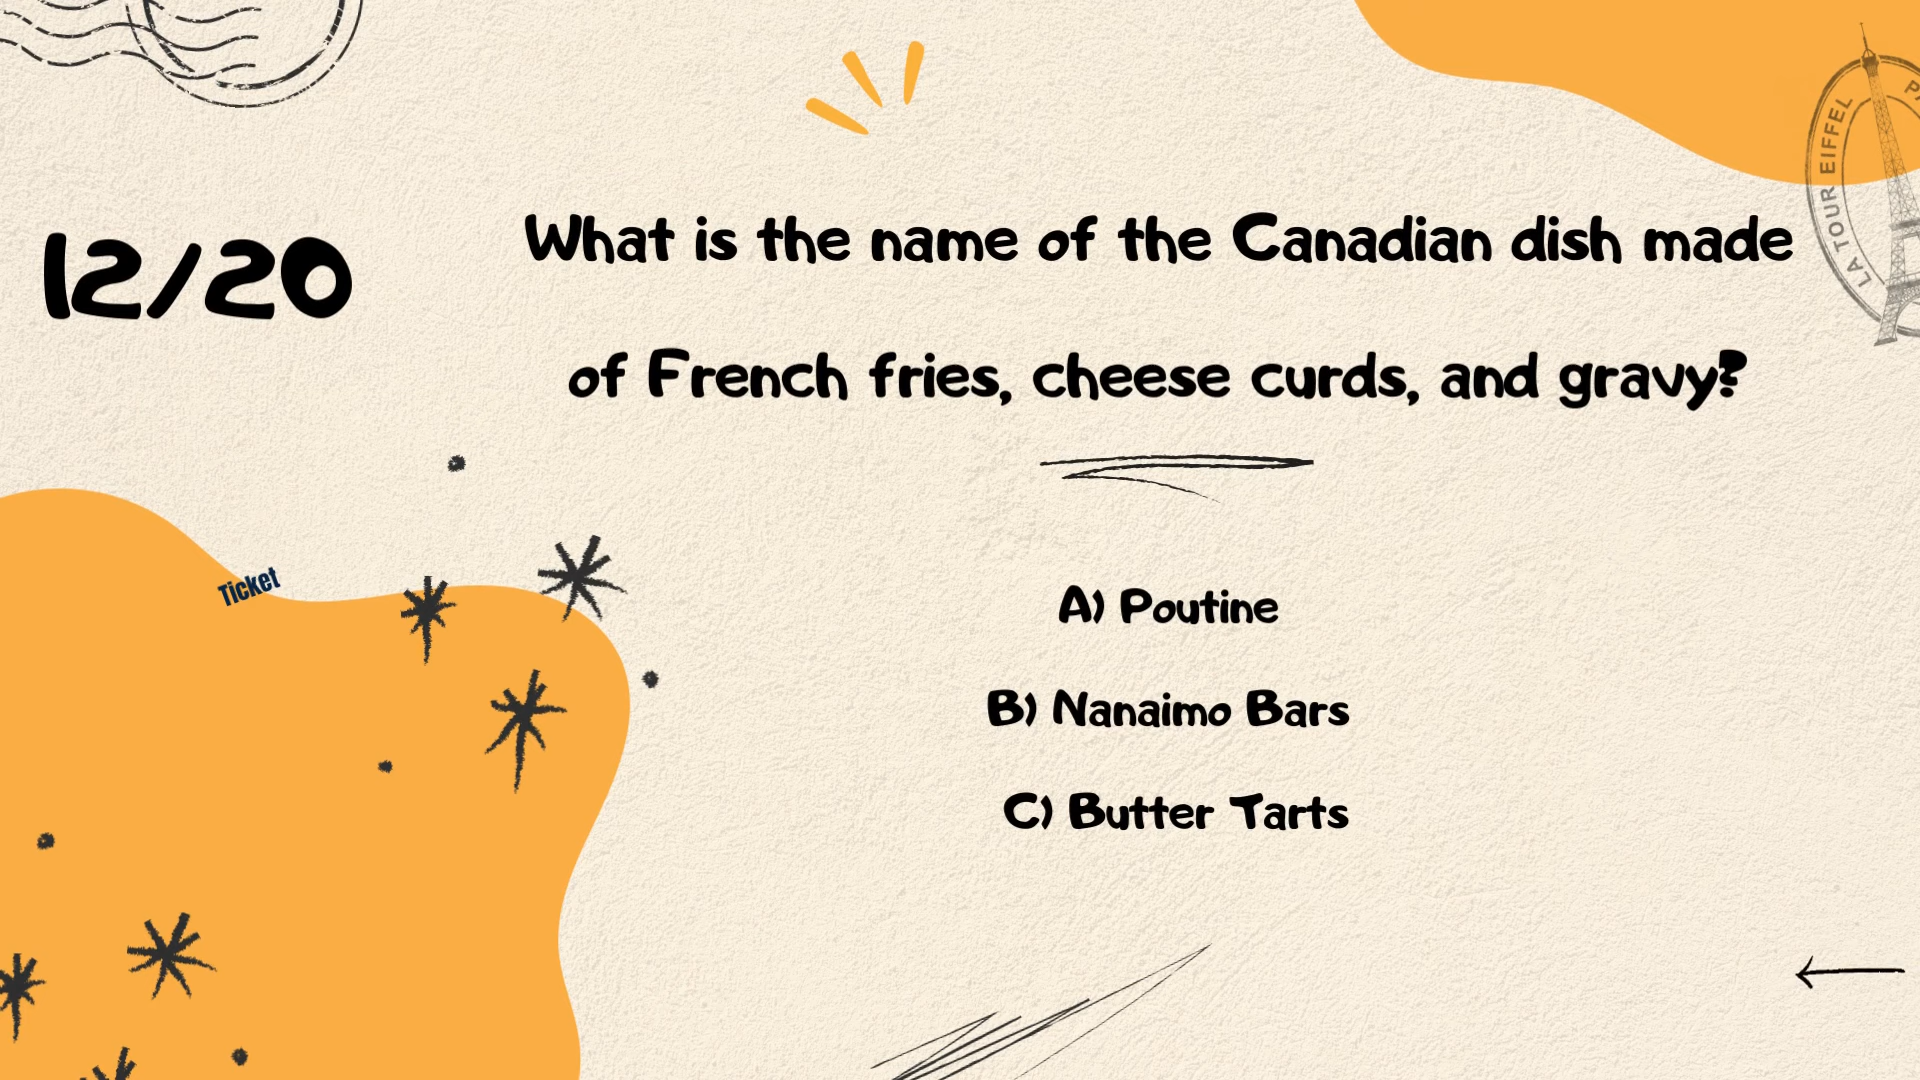 LA TOUR EIFFEL
12/20
What is the name of the Canadian dish made
of French fries, cheese curds, and gravy?
Ticket
A) Poutine
B) Nanaimo Bars
C) Butter Tarts